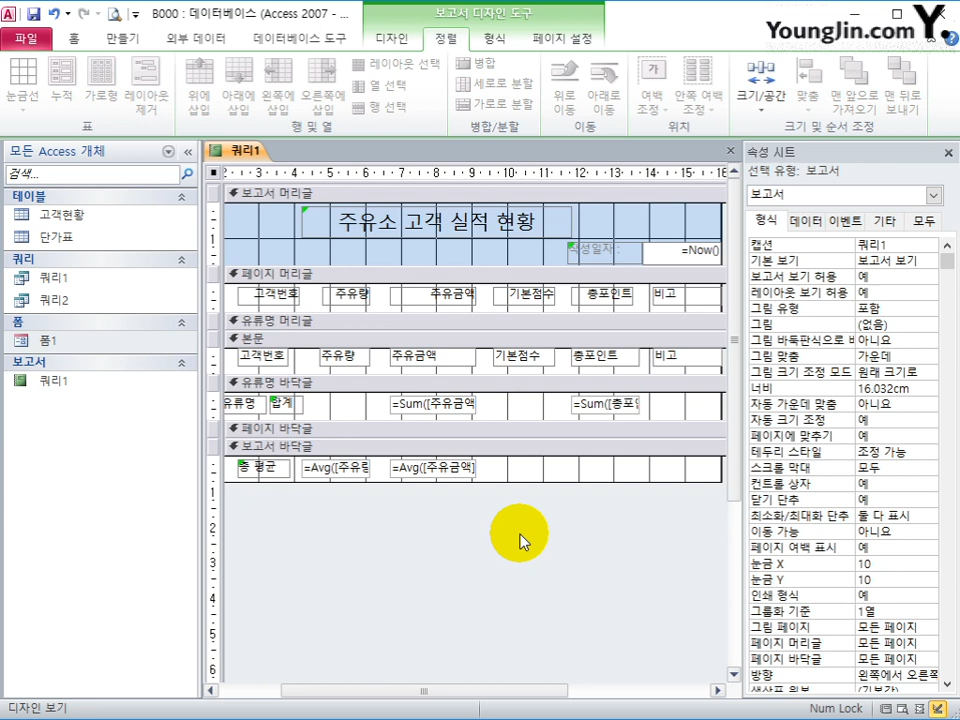 B000 : 데이터베이스 (Access 2007 - ...
보고서 디자인 도구
YoungJin.com Y.
파일 홈 만들기 외부 데이터 데이터베이스 도구 디자인 정렬 형식 페이지 설정
눈금선 누적 가로형 레이아웃 제거
표
위에 삽입 아래에 삽입 왼쪽에 삽입 오른쪽에 삽입
레이아웃 선택
열 선택
행 선택
행 및 열
병합
세로로 분할
가로로 분할
병합/분할
위로 이동 아래로 이동
이동
여백 조정 안쪽 여백 조정
위치
크기/공간 맞춤 맨 앞으로 가져오기 맨 뒤로 보내기
크기 및 순서 조정
모든 Access 개체
검색...
테이블
고객현황
단가표
쿼리
쿼리1
쿼리2
폼
폼1
보고서
쿼리1
쿼리1
2 · 3 · 4 · 5 · 6 · 7 · 8 · 9 · 10 · 11 · 12 · 13 · 14 · 15 · 16
보고서 머리글
주유소 고객 실적 현황
작성일자 : =Now()
페이지 머리글
고객번호 주유량 주유금액 기본점수 총포인트 비고
유류명 머리글
본문
고객번호 주유량 주유금액 기본점수 총포인트 비고
유류명 바닥글
유류명 합계 =Sum([주유금액 =Sum([총포인
페이지 바닥글
보고서 바닥글
총 평균 =Avg([주유량 =Avg([주유금액]
속성 시트
선택 유형: 보고서
보고서
형식 데이터 이벤트 기타 모두
캡션 쿼리1
기본 보기 보고서 보기
보고서 보기 허용 예
레이아웃 보기 허용 예
그림 유형 포함
그림 (없음)
그림 바둑판식으로 바 아니요
그림 맞춤 가운데
그림 크기 조정 모드 원래 크기로
너비 16.032cm
자동 가운데 맞춤 아니요
자동 크기 조정 예
페이지에 맞추기 예
테두리 스타일 조정 가능
스크롤 막대 모두
컨트롤 상자 예
닫기 단추 예
최소화/최대화 단추 둘 다 표시
이동 가능 아니요
페이지 여백 표시 예
눈금 X 10
눈금 Y 10
인쇄 형식 예
그룹화 기준 1열
그림 페이지 모든 페이지
페이지 머리글 모든 페이지
페이지 바닥글 모든 페이지
방향 왼쪽에서 오른쪽
디자인 보기
Num Lock